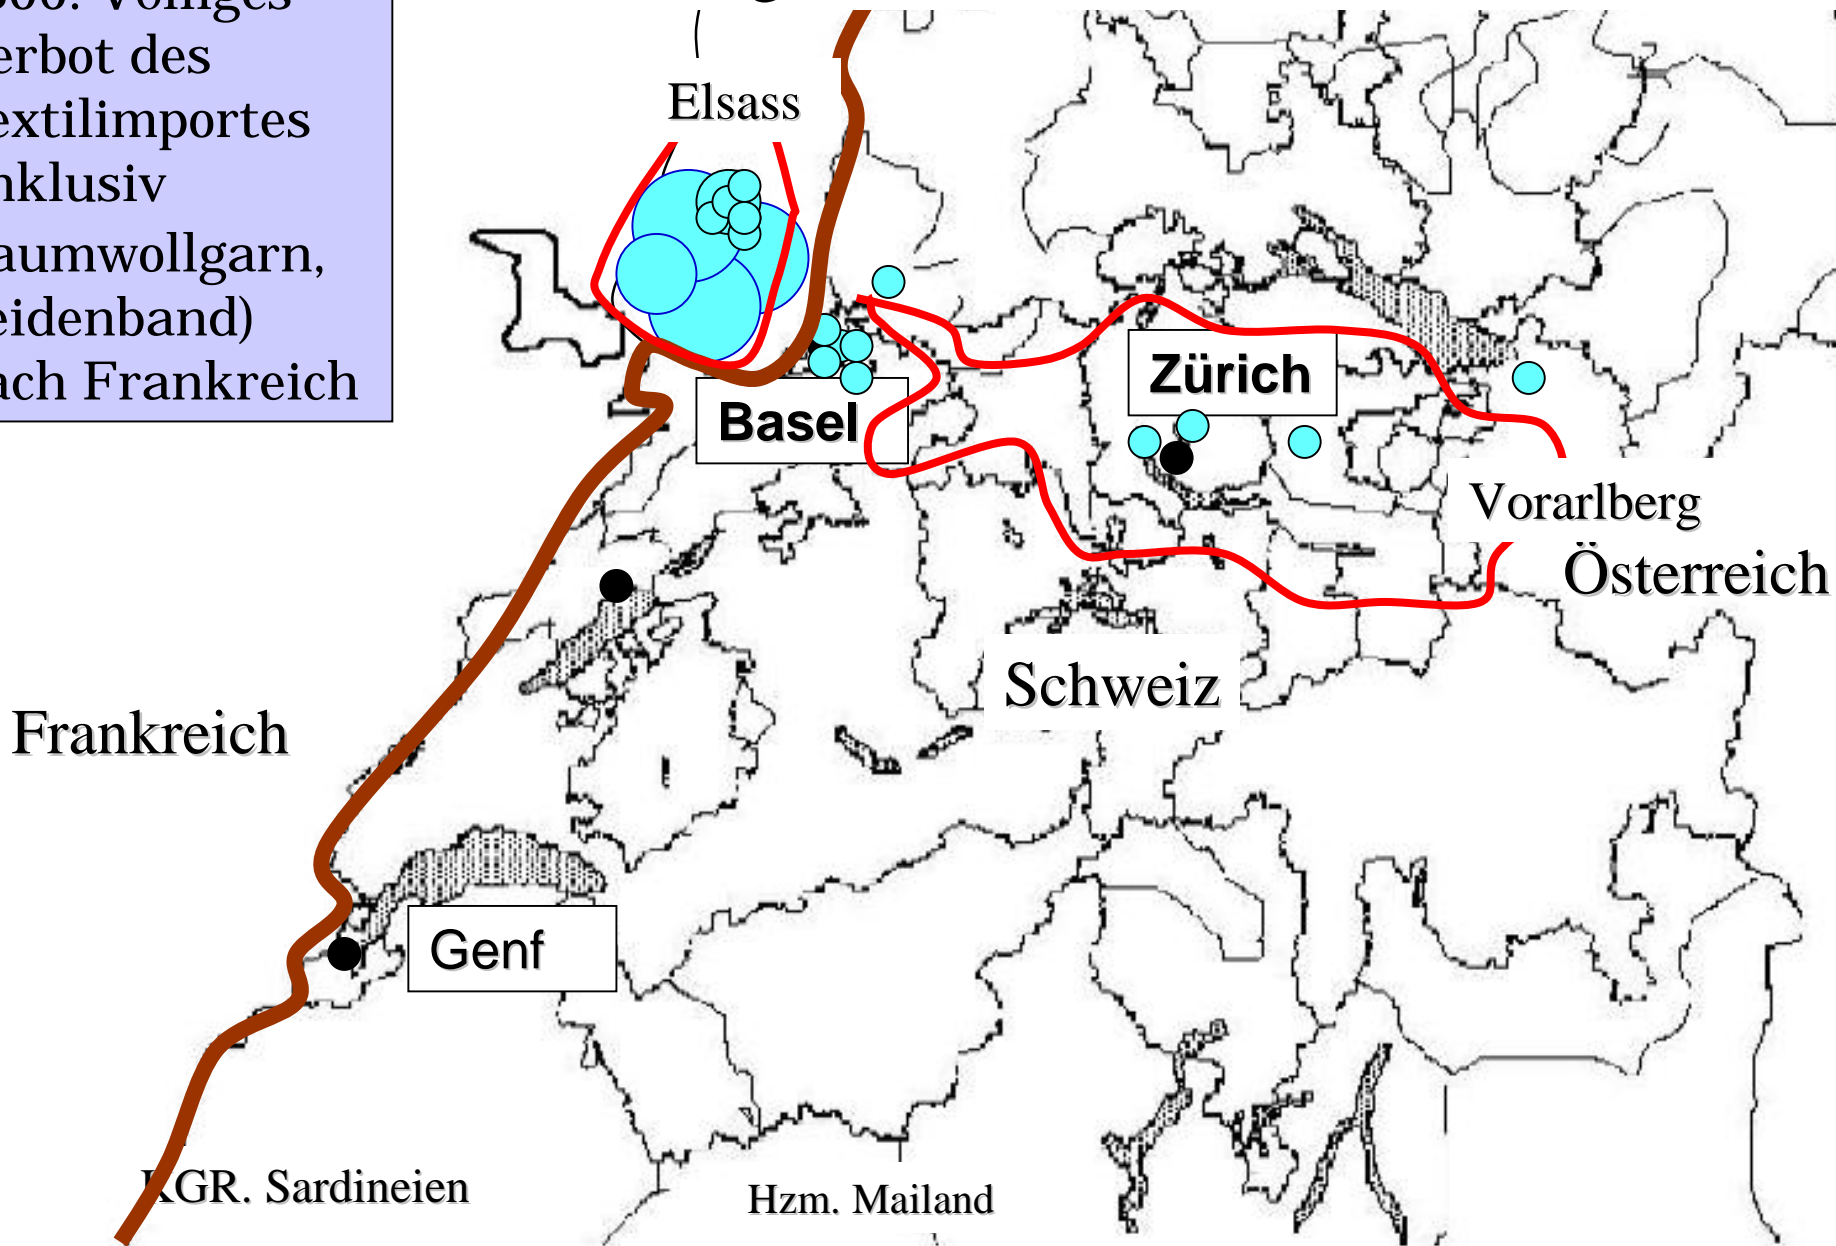 erbot des
extilimportes
nklusiv
aumwollgarn,
eidenband)
ach Frankreich
Elsass
Zürich
Basel
Vorarlberg
Österreich
Schweiz
Frankreich
Genf
KGR. Sardineien
Hzm. Mailand